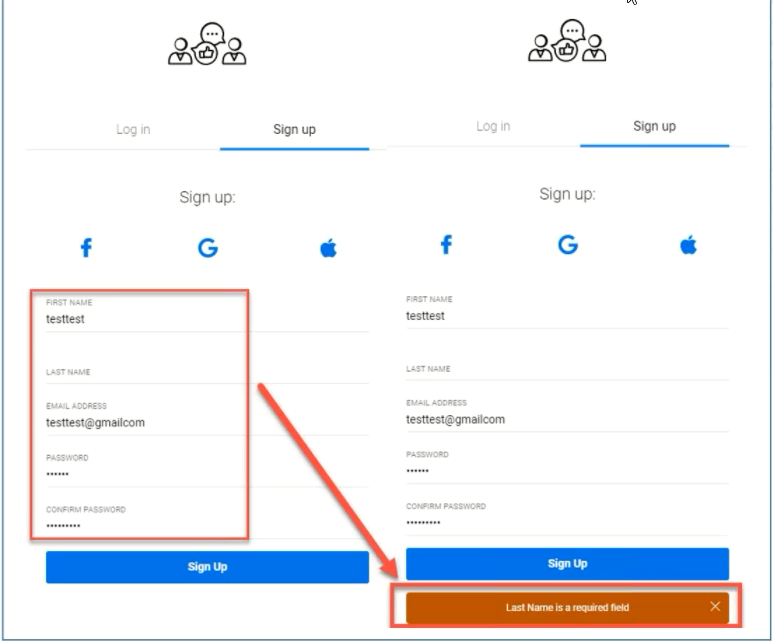 Log in
Sign up
Sign up:
FIRST NAME
testtest
LAST NAME
EMAIL ADDRESS
testtest@gmailcom
PASSWORD
••••••
CONFIRM PASSWORD
•••••••••
Sign Up
Log in
Sign up
Sign up:
FIRST NAME
testtest
LAST NAME
EMAIL ADDRESS
testtest@gmailcom
PASSWORD
••••••
CONFIRM PASSWORD
•••••••••
Sign Up
Last Name is a required field